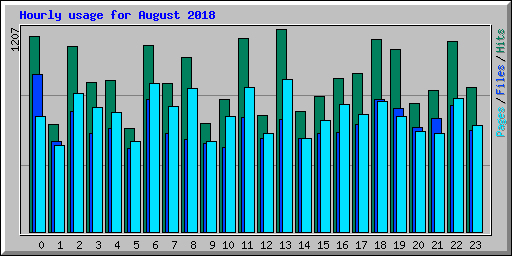 Hourly usage for August 2018
1207
Pages/Files/Hits
0 1 2 3 4 5 6 7 8 9 10 11 12 13 14 15 16 17 18 19 20 21 22 23